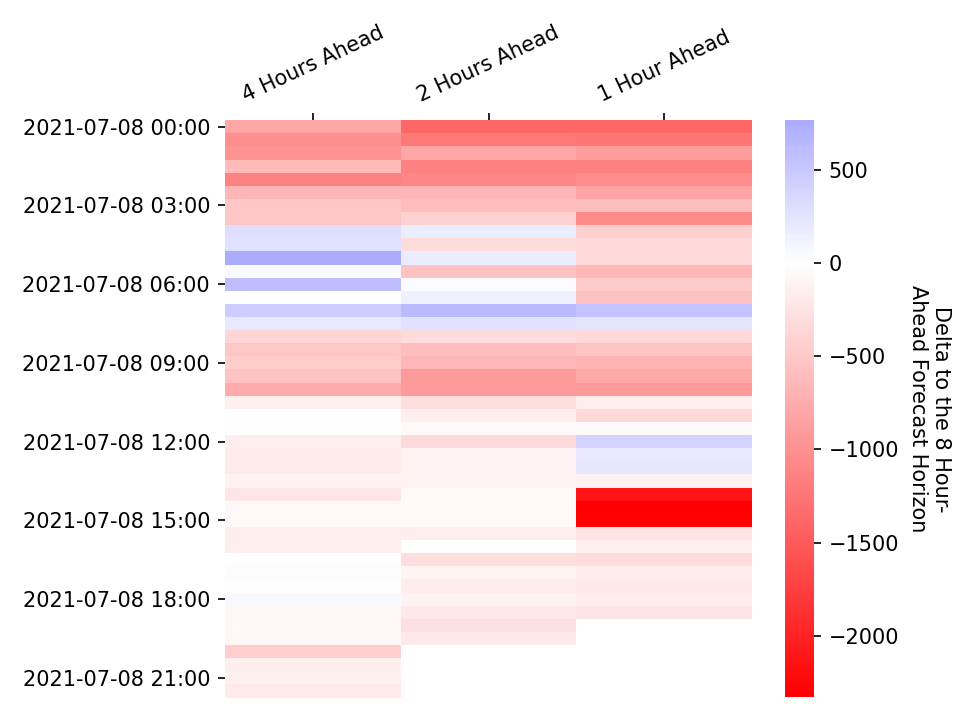 4 Hours Ahead
2 Hours Ahead
1 Hour Ahead
2021-07-08 00:00
2021-07-08 03:00
2021-07-08 06:00
2021-07-08 09:00
2021-07-08 12:00
2021-07-08 15:00
2021-07-08 18:00
2021-07-08 21:00
500
0
−500
−1000
−1500
−2000
Delta to the 8 Hour-
Ahead Forecast Horizon